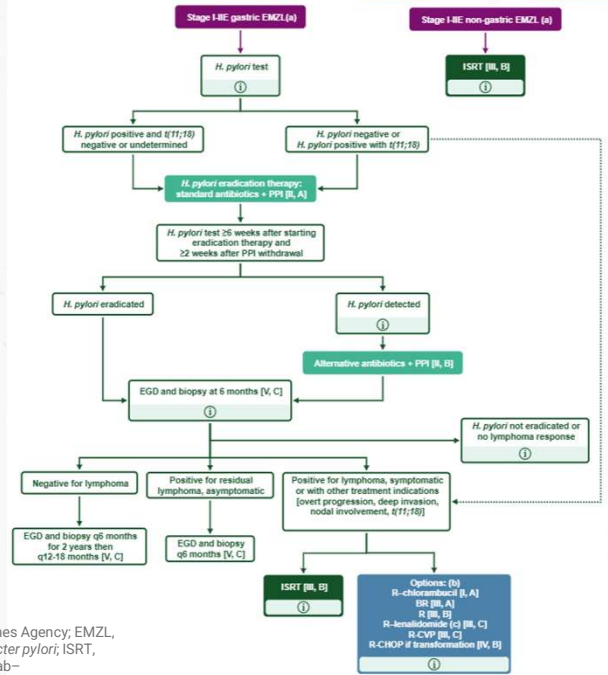 Stage I-IIE gastric EMZL(a)
Stage I-IIE non-gastric EMZL (a)
H. pylori test
ISRT [III, B]
H. pylori positive and t(11;18)
negative or undetermined
H. pylori negative or
H. pylori positive with t(11;18)
H. pylori eradication therapy:
standard antibiotics + PPI [II, A]
H. pylori test ≥6 weeks after starting
eradication therapy and
≥2 weeks after PPI withdrawal
H. pylori eradicated
H. pylori detected
Alternative antibiotics + PPI [II, B]
EGD and biopsy at 6 months [V, C]
H. pylori not eradicated or
no lymphoma response
Negative for lymphoma
Positive for residual
lymphoma, asymptomatic
Positive for lymphoma, symptomatic
or with other treatment indications
[overt progression, deep invasion,
nodal involvement, t(11;18)]
EGD and biopsy q6 months
for 2 years then
q12-18 months [V, C]
EGD and biopsy
q6 months [V, C]
ISRT [III, B]
Options: (b)
R–chlorambucil [I, A]
BR [III, A]
R [III, B]
R–lenalidomide (c) [III, C]
R-CVP [III, C]
R-CHOP if transformation [IV, B]
nes Agency; EMZL,
cter pylori; ISRT,
ab–